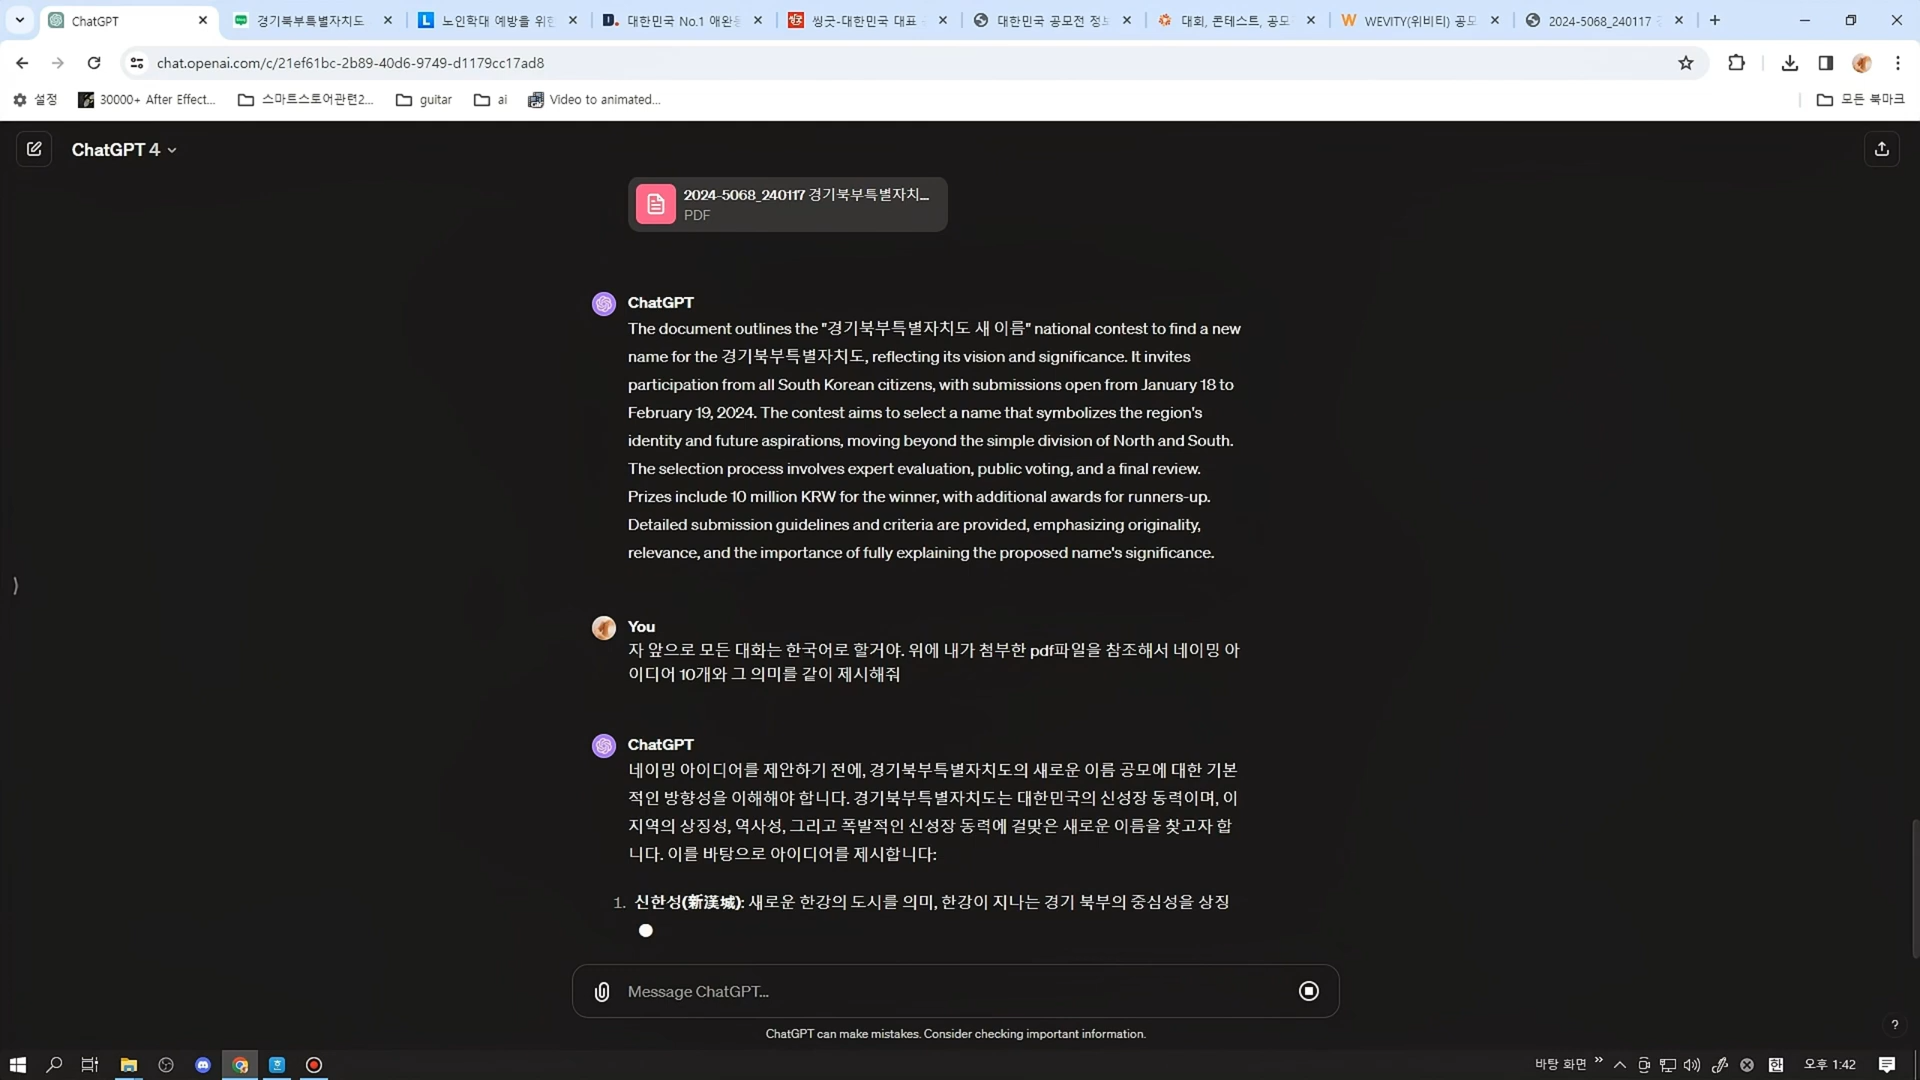 ChatGPT
경기북부특별자치도
노인학대 예방을 위한
대한민국 No.1 애완동
씽굿-대한민국 대표
대한민국 공모전 정보
대회, 콘테스트, 공모
WEVITY(위비티) 공모
2024-5068_240117
chat.openai.com/c/21ef61bc-2b89-40d6-9749-d1179cc17ad8
설정
30000+ After Effect...
스마트스토어관련2...
guitar
ai
Video to animated...
모든 북마크
ChatGPT 4
2024-5068_240117 경기북부특별자치...
PDF
ChatGPT
The document outlines the "경기북부특별자치도 새 이름" national contest to find a new
name for the 경기북부특별자치도, reflecting its vision and significance. It invites
participation from all South Korean citizens, with submissions open from January 18 to
February 19, 2024. The contest aims to select a name that symbolizes the region's
identity and future aspirations, moving beyond the simple division of North and South.
The selection process involves expert evaluation, public voting, and a final review.
Prizes include 10 million KRW for the winner, with additional awards for runners-up.
Detailed submission guidelines and criteria are provided, emphasizing originality,
relevance, and the importance of fully explaining the proposed name's significance.
You
자 앞으로 모든 대화는 한국어로 할거야. 위에 내가 첨부한 pdf파일을 참조해서 네이밍 아
이디어 10개와 그 의미를 같이 제시해줘
ChatGPT
네이밍 아이디어를 제안하기 전에, 경기북부특별자치도의 새로운 이름 공모에 대한 기본
적인 방향성을 이해해야 합니다. 경기북부특별자치도는 대한민국의 신성장 동력이며, 이
지역의 상징성, 역사성, 그리고 폭발적인 신성장 동력에 걸맞은 새로운 이름을 찾고자 합
니다. 이를 바탕으로 아이디어를 제시합니다:
1. 신한성(新漢城): 새로운 한강의 도시를 의미, 한강이 지나는 경기 북부의 중심성을 상징
Message ChatGPT...
ChatGPT can make mistakes. Consider checking important information.
?
바탕 화면
한
오후 1:42